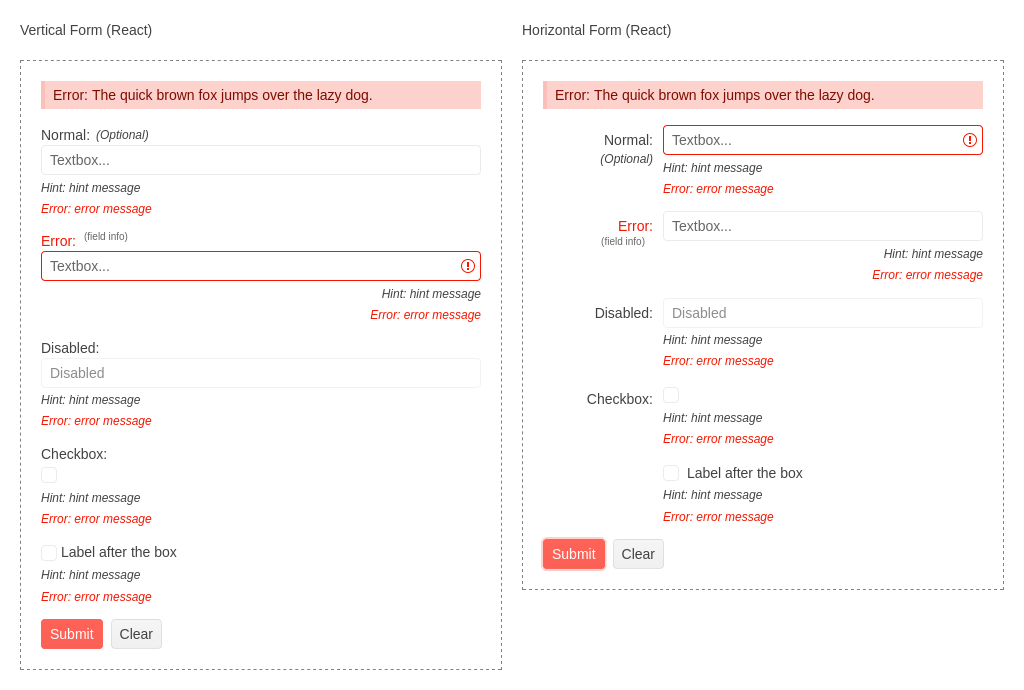 Vertical Form (React)
Error: The quick brown fox jumps over the lazy dog.
Normal: (Optional)
Textbox...
Hint: hint message
Error: error message
Error: (field info)
Textbox...
Hint: hint message
Error: error message
Disabled:
Disabled
Hint: hint message
Error: error message
Checkbox:
Hint: hint message
Error: error message
Label after the box
Hint: hint message
Error: error message
Submit Clear
Horizontal Form (React)
Error: The quick brown fox jumps over the lazy dog.
Normal: Textbox...
(Optional) Hint: hint message
Error: error message
Error: Textbox...
(field info) Hint: hint message
Error: error message
Disabled: Disabled
Hint: hint message
Error: error message
Checkbox:
Hint: hint message
Error: error message
Label after the box
Hint: hint message
Error: error message
Submit Clear